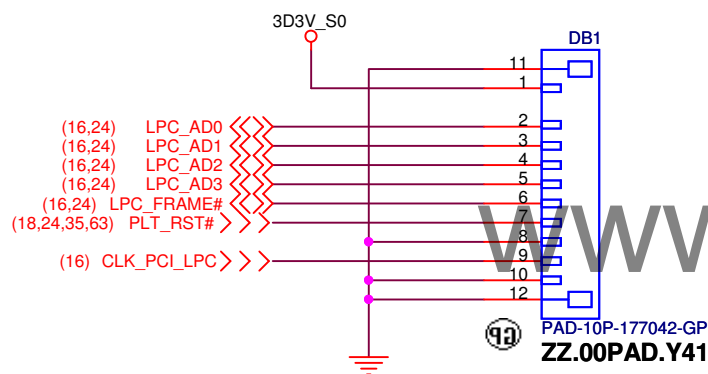 3D3V_S0
DB1
11
1
(16,24) LPC_AD0 2
(16,24) LPC_AD1 3
(16,24) LPC_AD2 4
(16,24) LPC_AD3 5
(16,24) LPC_FRAME# 6
(18,24,35,63) PLT_RST# 7
8
(16) CLK_PCI_LPC 9
10
12
WWW
GP
PAD-10P-177042-GP
ZZ.00PAD.Y41